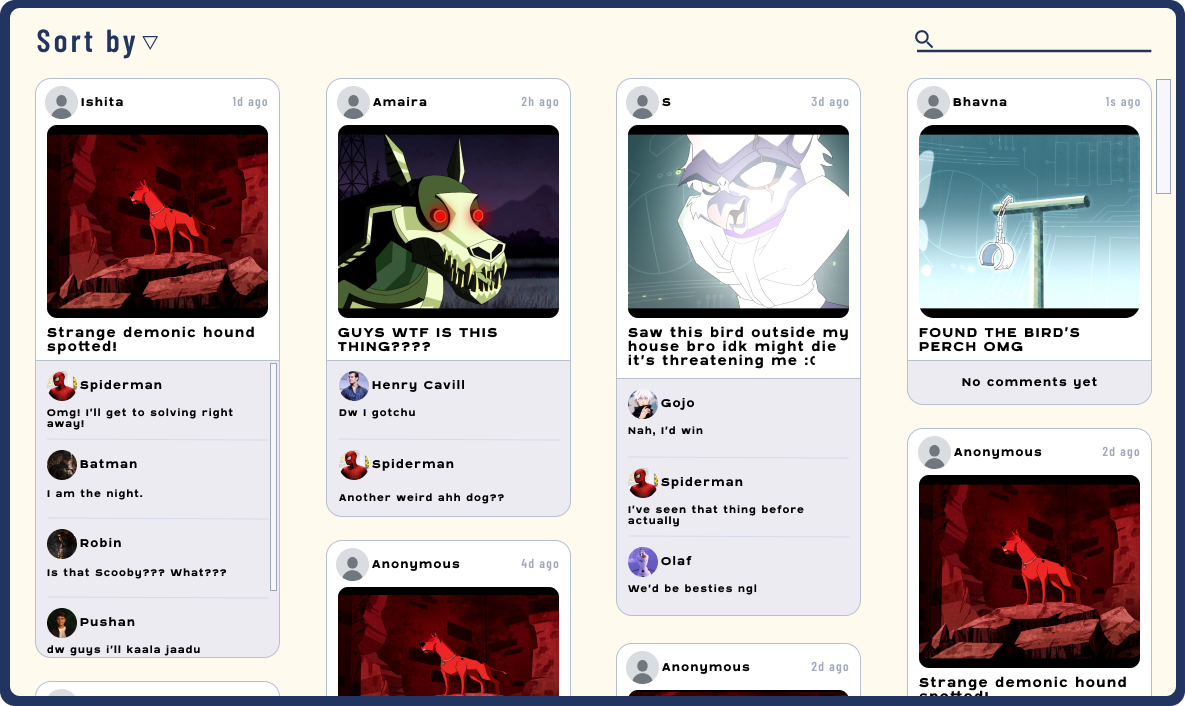 Sort by
Ishita
1d ago
Strange demonic hound
spotted!
Spiderman
Omg! I'll get to solving right
away!
Batman
I am the night.
Robin
Is that Scooby??? What???
Pushan
dw guys i'll kaala jaadu
Amaira
2h ago
GUYS WTF IS THIS
THING????
Henry Cavill
Dw I gotchu
Spiderman
Another weird ahh dog??
Anonymous
4d ago
S
3d ago
Saw this bird outside my
house bro idk might die
it's threatening me :(
Gojo
Nah, I'd win
Spiderman
I've seen that thing before
actually
Olaf
We'd be besties ngl
Anonymous
2d ago
Bhavna
1s ago
FOUND THE BIRD'S
PERCH OMG
No comments yet
Anonymous
2d ago
Strange demonic hound
spotted!